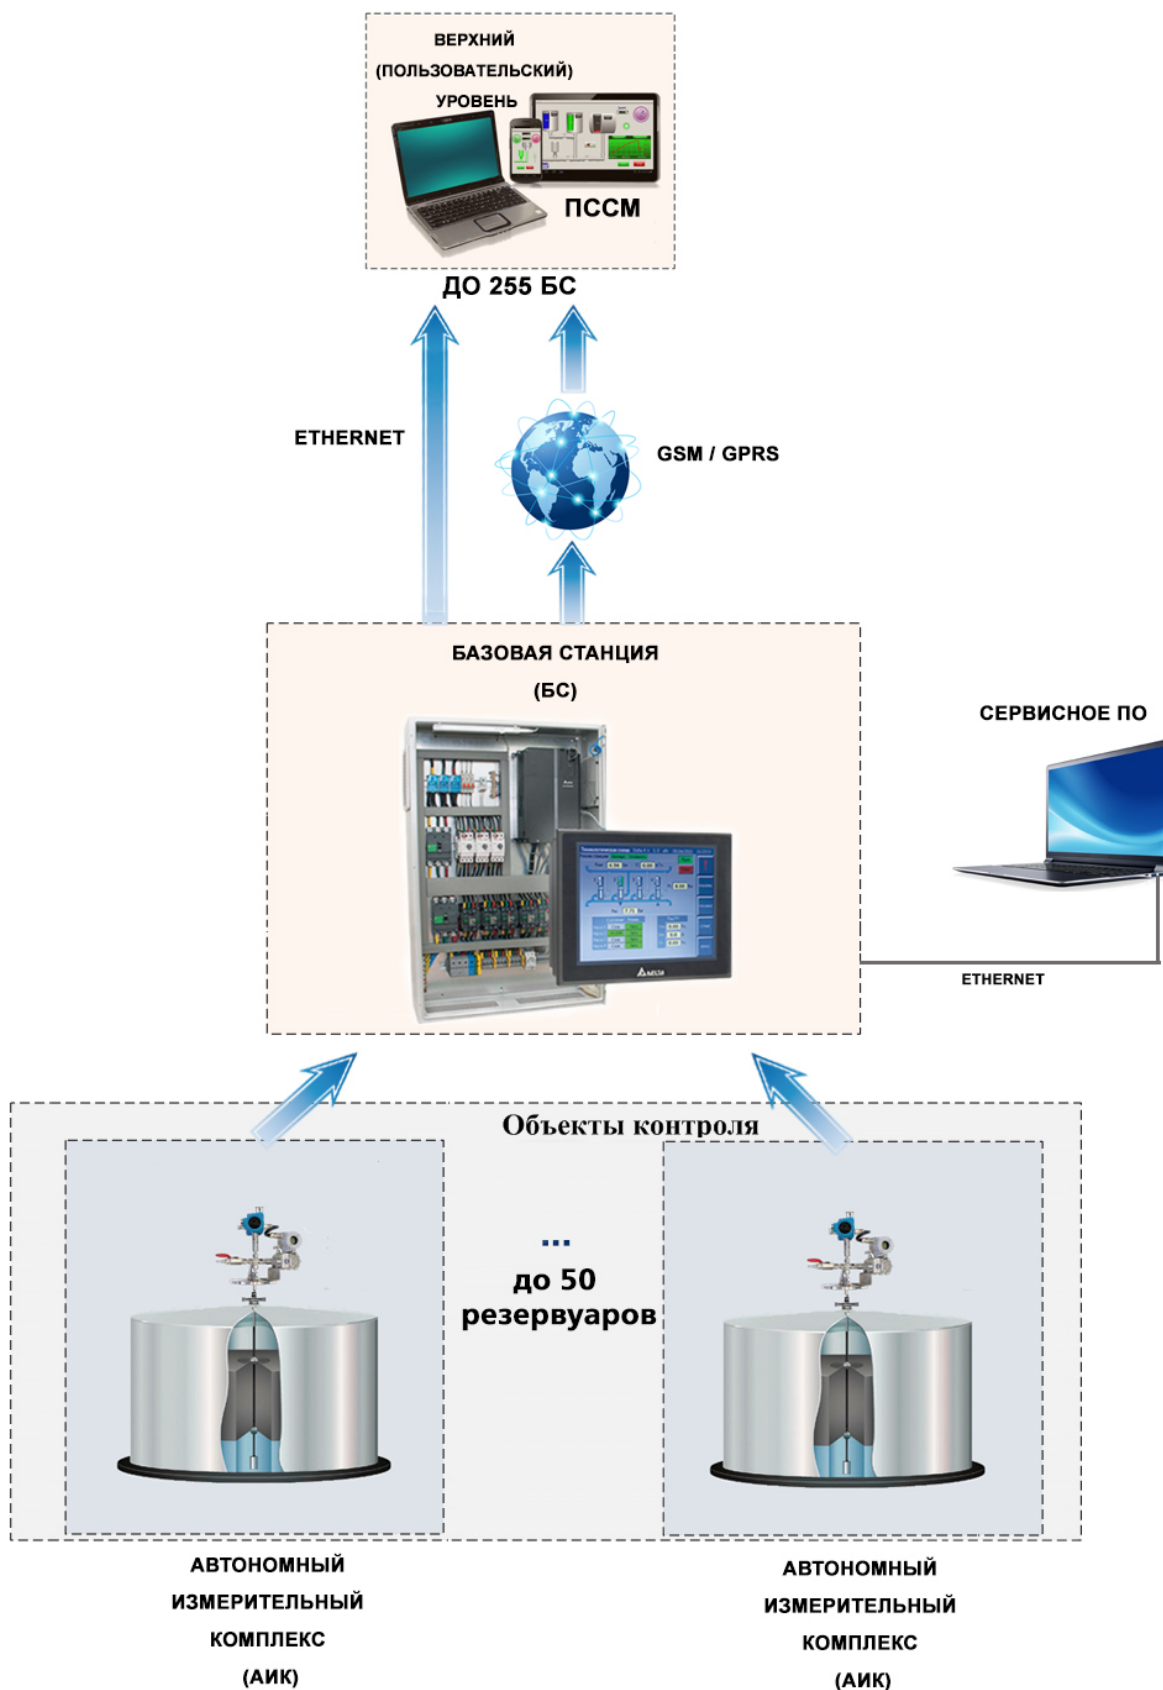 ВЕРХНИЙ
(ПОЛЬЗОВАТЕЛЬСКИЙ)
УРОВЕНЬ
ПССМ
ДО 255 БС
ETHERNET
GSM / GPRS
БАЗОВАЯ СТАНЦИЯ
(БС)
СЕРВИСНОЕ ПО
DELTA
ETHERNET
Объекты контроля
...
до 50
резервуаров
АВТОНОМНЫЙ
ИЗМЕРИТЕЛЬНЫЙ
КОМПЛЕКС
(АИК)
АВТОНОМНЫЙ
ИЗМЕРИТЕЛЬНЫЙ
КОМПЛЕКС
(АИК)